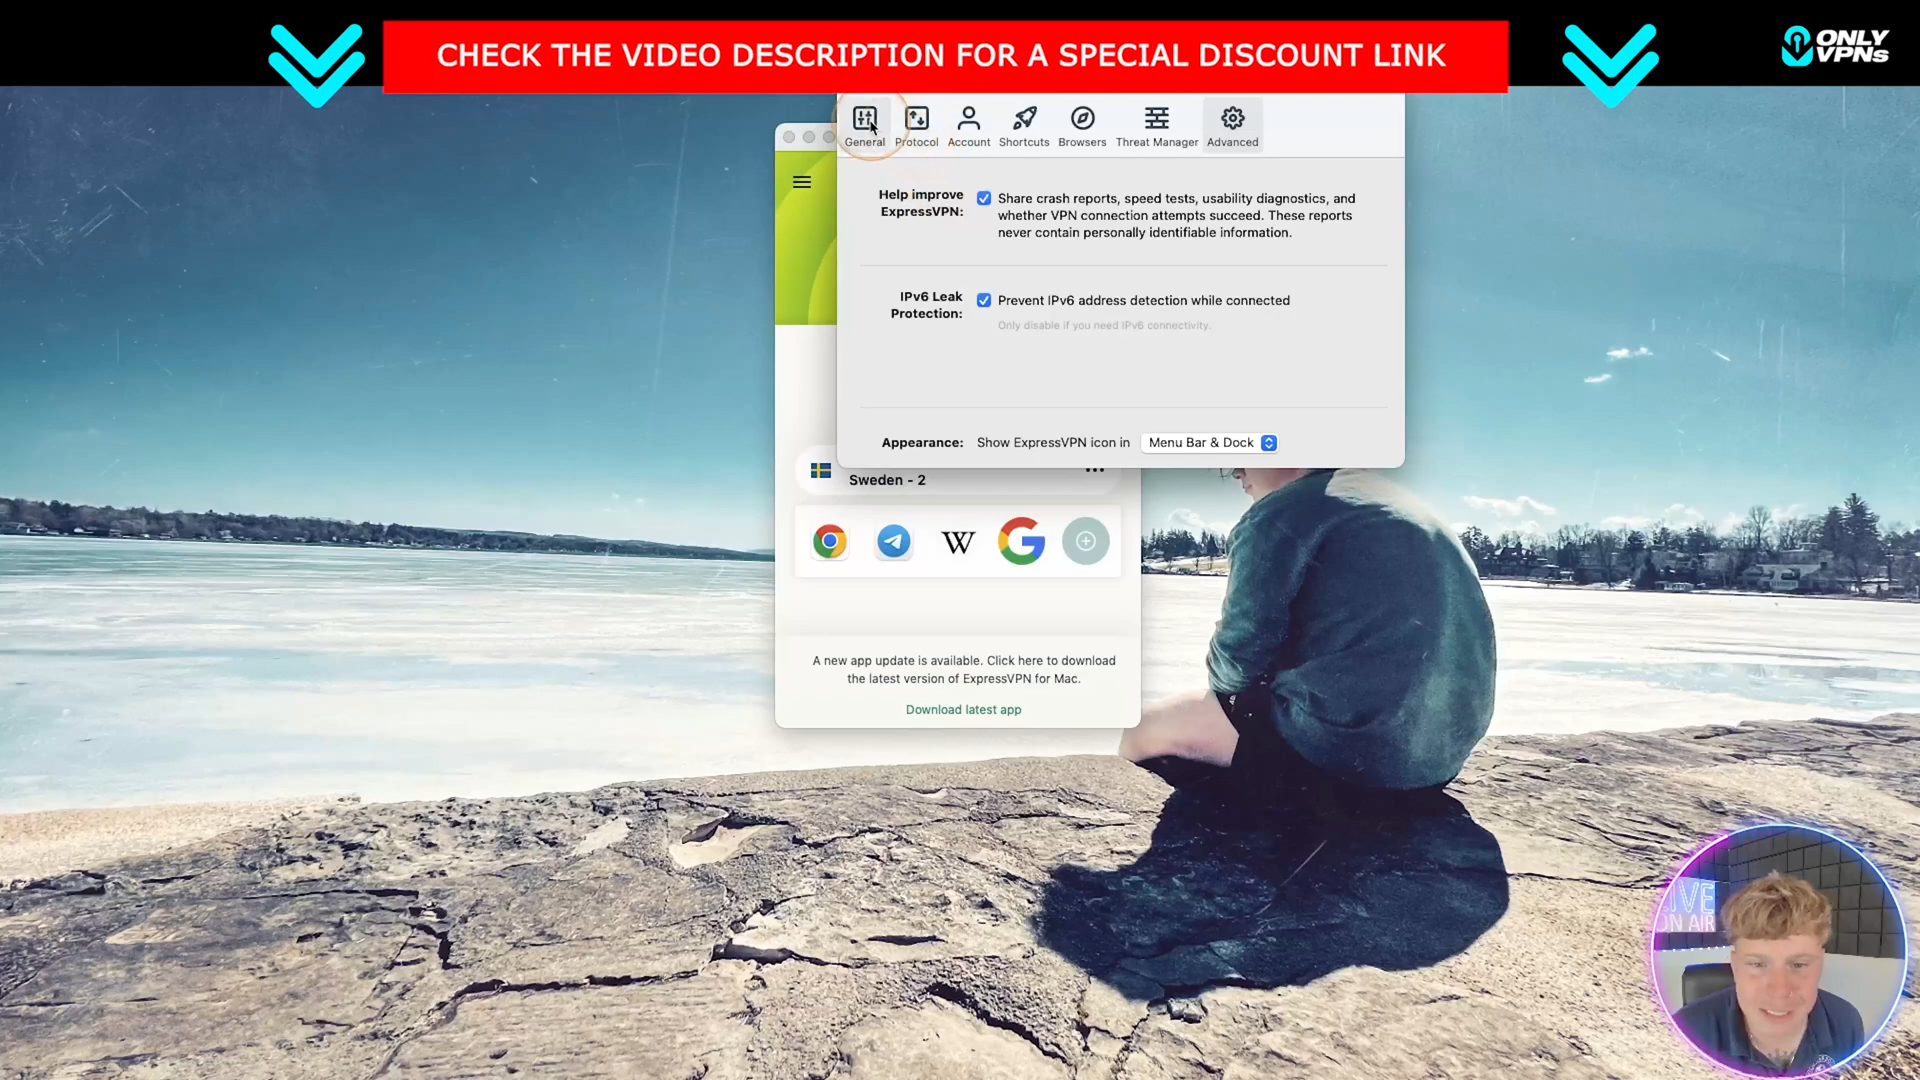 CHECK THE VIDEO DESCRIPTION FOR A SPECIAL DISCOUNT LINK
ONLY
VPNs
General Protocol Account Shortcuts Browsers Threat Manager Advanced
Help improve
ExpressVPN:
Share crash reports, speed tests, usability diagnostics, and
whether VPN connection attempts succeed. These reports
never contain personally identifiable information.
IPv6 Leak
Protection:
Prevent IPv6 address detection while connected
Only disable if you need IPv6 connectivity.
Appearance: Show ExpressVPN icon in Menu Bar & Dock
Sweden - 2
A new app update is available. Click here to download
the latest version of ExpressVPN for Mac.
Download latest app
LIVE
ON AIR